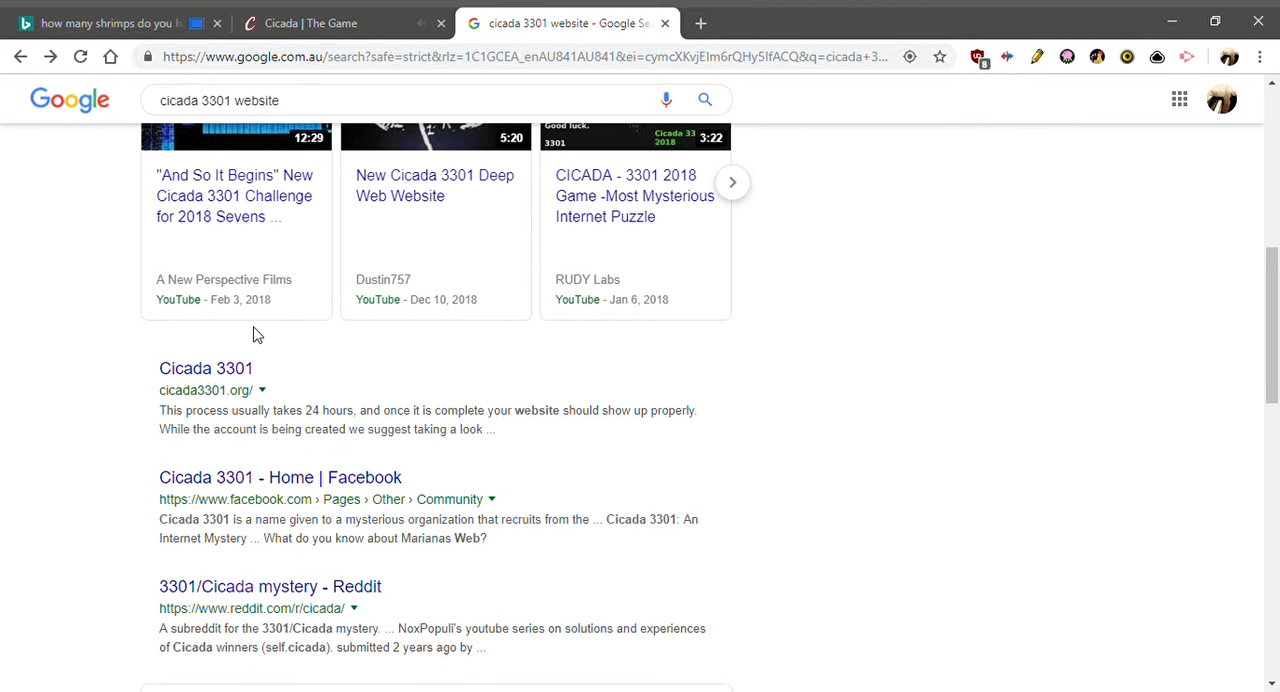 how many shrimps do you h
Cicada | The Game
cicada 3301 website - Google Se
https://www.google.com.au/search?safe=strict&rlz=1C1GCEA_enAU841AU841&ei=cymcXKvjEIm6rQHy5IfACQ&q=cicada+3...
8
Google
cicada 3301 website
12:29
5:20
Good luck.
3301
Cicada 33
2018
3:22
"And So It Begins" New
Cicada 3301 Challenge
for 2018 Sevens ...
A New Perspective Films
YouTube - Feb 3, 2018
New Cicada 3301 Deep
Web Website
Dustin757
YouTube - Dec 10, 2018
CICADA - 3301 2018
Game -Most Mysterious
Internet Puzzle
RUDY Labs
YouTube - Jan 6, 2018
Cicada 3301
cicada3301.org/
This process usually takes 24 hours, and once it is complete your website should show up properly.
While the account is being created we suggest taking a look ...
Cicada 3301 - Home | Facebook
https://www.facebook.com › Pages › Other › Community
Cicada 3301 is a name given to a mysterious organization that recruits from the ... Cicada 3301: An
Internet Mystery ... What do you know about Marianas Web?
3301/Cicada mystery - Reddit
https://www.reddit.com/r/cicada/
A subreddit for the 3301/Cicada mystery. ... NoxPopuli's youtube series on solutions and experiences
of Cicada winners (self.cicada). submitted 2 years ago by ...